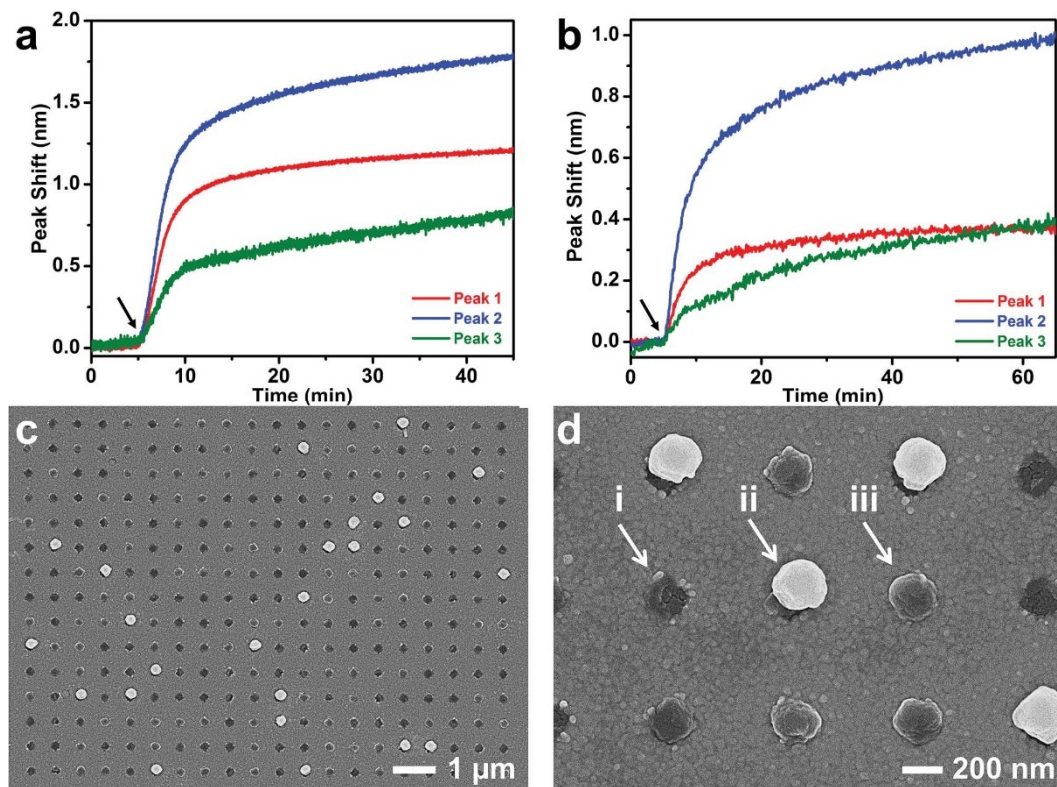 a
2.0
1.5
1.0
0.5
0.0
Peak Shift (nm)
Peak 1
Peak 2
Peak 3
0 10 20 30 40
Time (min)
b
1.0
0.8
0.6
0.4
0.2
0.0
Peak Shift (nm)
Peak 1
Peak 2
Peak 3
0 20 40 60
Time (min)
c
1 μm
d
i
ii
iii
200 nm